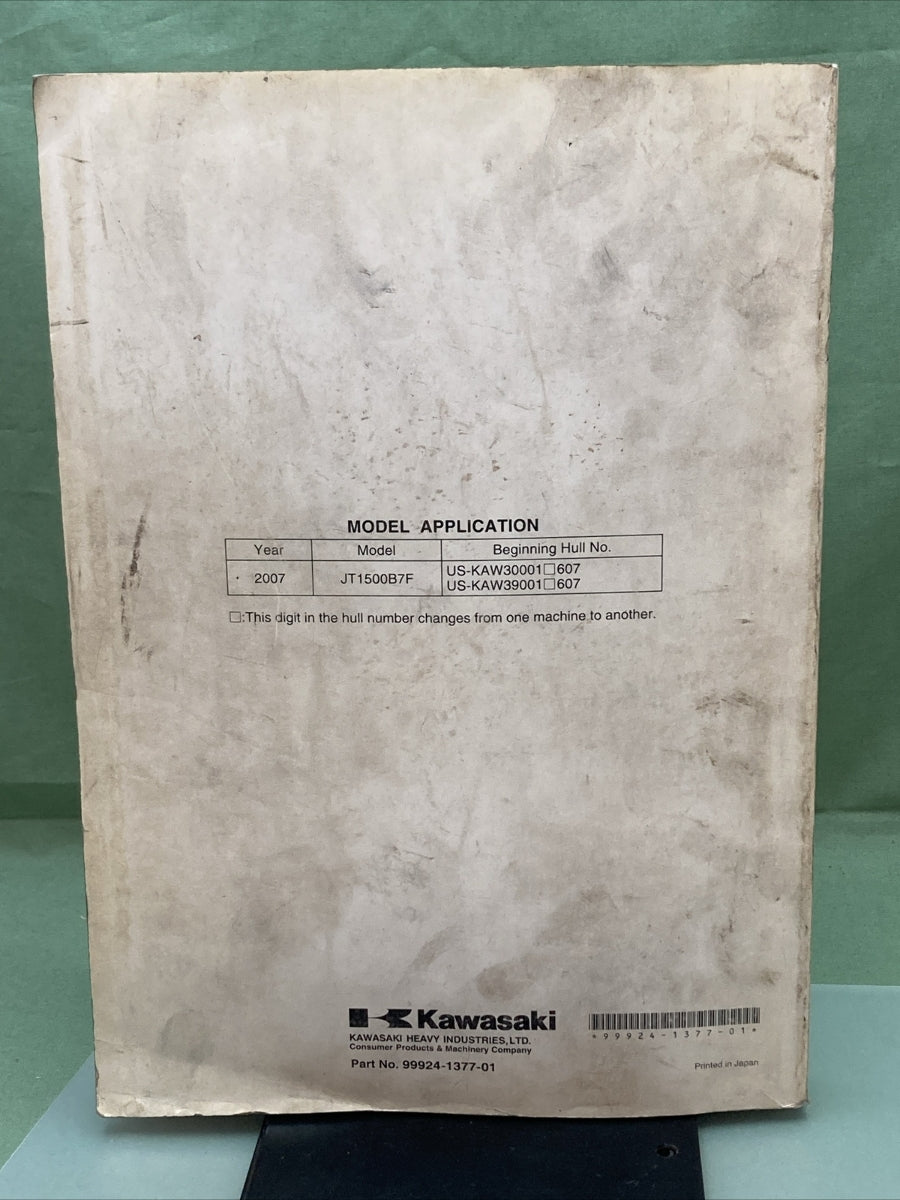 MODEL APPLICATION
Year Model Beginning Hull No.
2007 JT1500B7F US-KAW30001□607
US-KAW39001□607
□:This digit in the hull number changes from one machine to another.
Kawasaki
KAWASAKI HEAVY INDUSTRIES,LTD.
Consumer Products & Machinery Company
Part No. 99924-1377-01
*99924-1377-01*
Printed in Japan